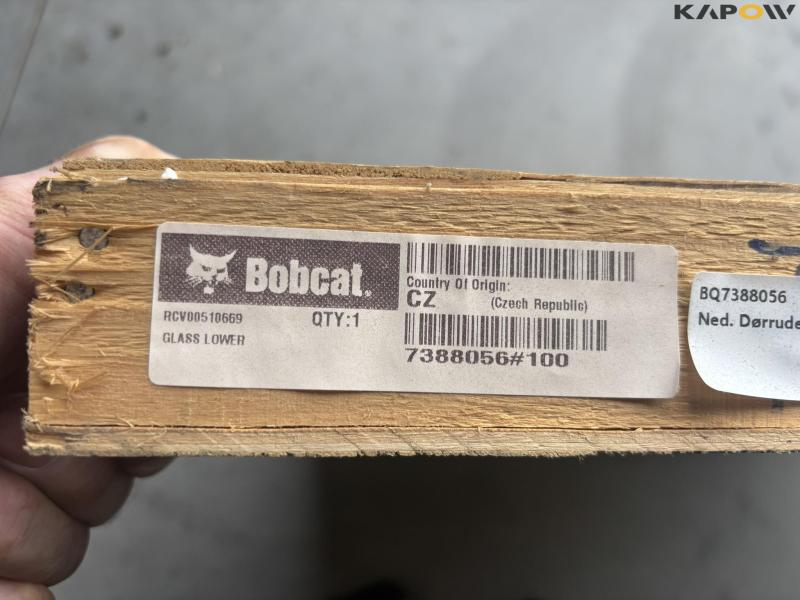 KAPOW
Bobcat.
RCV00510669 QTY:1
GLASS LOWER
Country Of Origin:
CZ (Czech Republic)
7388056#100
BQ7388056
Ned. Dørrude